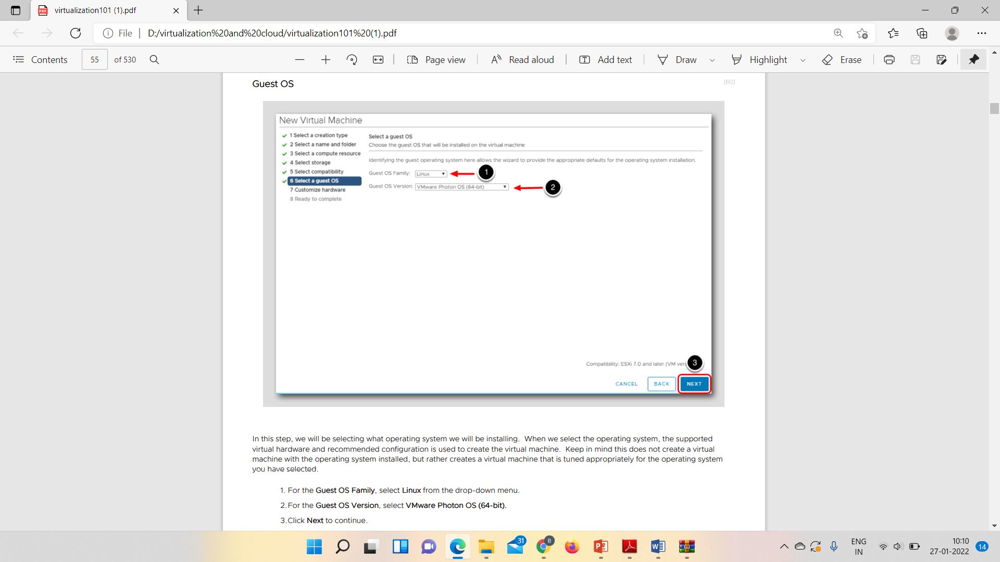 virtualization101 (1).pdf
File
D:/virtualization%20and%20cloud/virtualization101%20(1).pdf
Contents
55
of 530
Page view
Read aloud
Add text
Draw
Highlight
Erase
Guest OS
[60]
New Virtual Machine
1 Select a creation type
2 Select a name and folder
3 Select a compute resource
4 Select storage
5 Select compatibility
6 Select a guest OS
7 Customize hardware
8 Ready to complete
Select a guest OS
Choose the guest OS that will be installed on the virtual machine
Identifying the guest operating system here allows the wizard to provide the appropriate defaults for the operating system installation.
Guest OS Family: Linux
1
Guest OS Version: VMware Photon OS (64-bit)
2
Compatibility: ESXi 7.0 and later (VM vers
3
CANCEL
BACK
NEXT
In this step, we will be selecting what operating system we will be installing.  When we select the operating system, the supported
virtual hardware and recommended configuration is used to create the virtual machine.  Keep in mind this does not create a virtual
machine with the operating system installed, but rather creates a virtual machine that is tuned appropriately for the operating system
you have selected.
1. For the Guest OS Family, select Linux from the drop-down menu.
2. For the Guest OS Version, select VMware Photon OS (64-bit).
3. Click Next to continue.
31
B
ENG
IN
10:10
27-01-2022
14